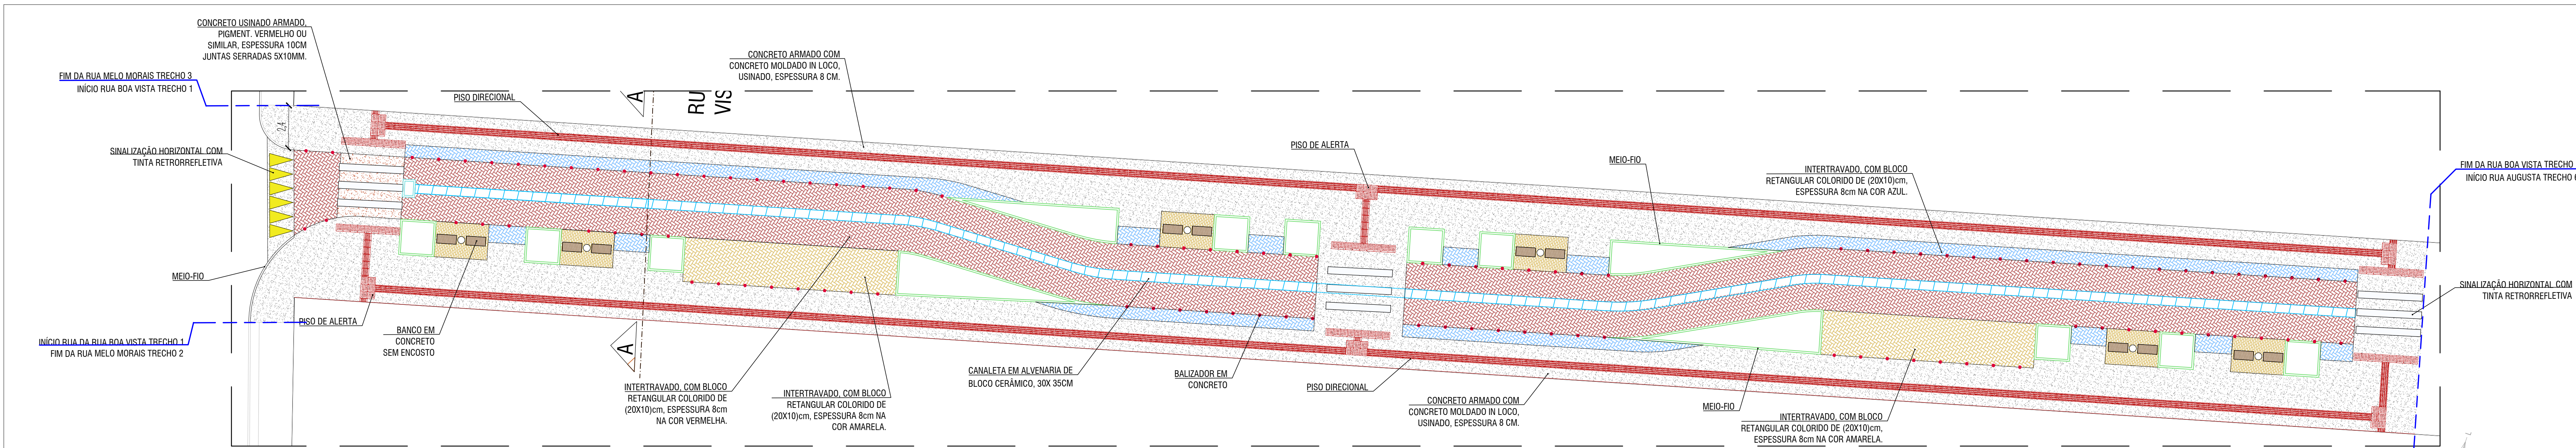 CONCRETO USINADO ARMADO,
PIGMENT. VERMELHO OU
SIMILAR, ESPESSURA 10CM
JUNTAS SERRADAS 5X10MM.
FIM DA RUA MELO MORAIS TRECHO 3
INÍCIO RUA BOA VISTA TRECHO 1
SINALIZAÇÃO HORIZONTAL COM
TINTA RETRORREFLETIVA
2,4
PISO DIRECIONAL
A
RU
VIS
CONCRETO ARMADO COM
CONCRETO MOLDADO IN LOCO,
USINADO, ESPESSURA 8 CM.
PISO DE ALERTA
MEIO-FIO
INTERTRAVADO, COM BLOCO
RETANGULAR COLORIDO DE (20X10)cm,
ESPESSURA 8cm NA COR AZUL.
FIM DA RUA BOA VISTA TRECHO
INÍCIO RUA AUGUSTA TRECHO 6
SINALIZAÇÃO HORIZONTAL COM
TINTA RETRORREFLETIVA
MEIO-FIO
PISO DE ALERTA
INÍCIO RUA DA RUA BOA VISTA TRECHO 1
FIM DA RUA MELO MORAIS TRECHO 2
BANCO EM
CONCRETO
SEM ENCOSTO
A
INTERTRAVADO, COM BLOCO
RETANGULAR COLORIDO DE
(20X10)cm, ESPESSURA 8cm
NA COR VERMELHA.
INTERTRAVADO, COM BLOCO
RETANGULAR COLORIDO DE
(20X10)cm, ESPESSURA 8cm NA
COR AMARELA.
CANALETA EM ALVENARIA DE
BLOCO CERÂMICO, 30X 35CM
BALIZADOR EM
CONCRETO
PISO DIRECIONAL
CONCRETO ARMADO COM
CONCRETO MOLDADO IN LOCO,
USINADO, ESPESSURA 8 CM.
MEIO-FIO
INTERTRAVADO, COM BLOCO
RETANGULAR COLORIDO DE (20X10)cm,
ESPESSURA 8cm NA COR AMARELA.